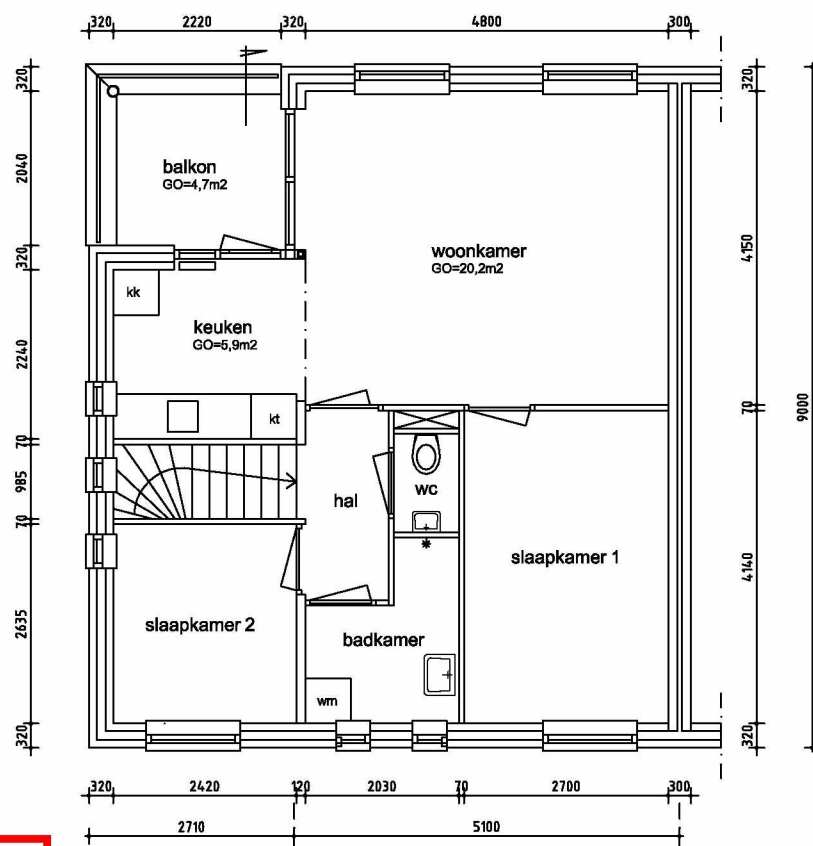 320 2220 320 4800 300
320
2040
320
2240
70
985
70
2635
320
320
4150
70
4140
320
9000
balkon
GO=4,7m2
woonkamer
GO=20,2m2
kk
keuken
GO=5,9m2
kt
wc
hal
slaapkamer 1
slaapkamer 2
badkamer
wm
320 2420 120 2030 70 2700 300
2710 5100